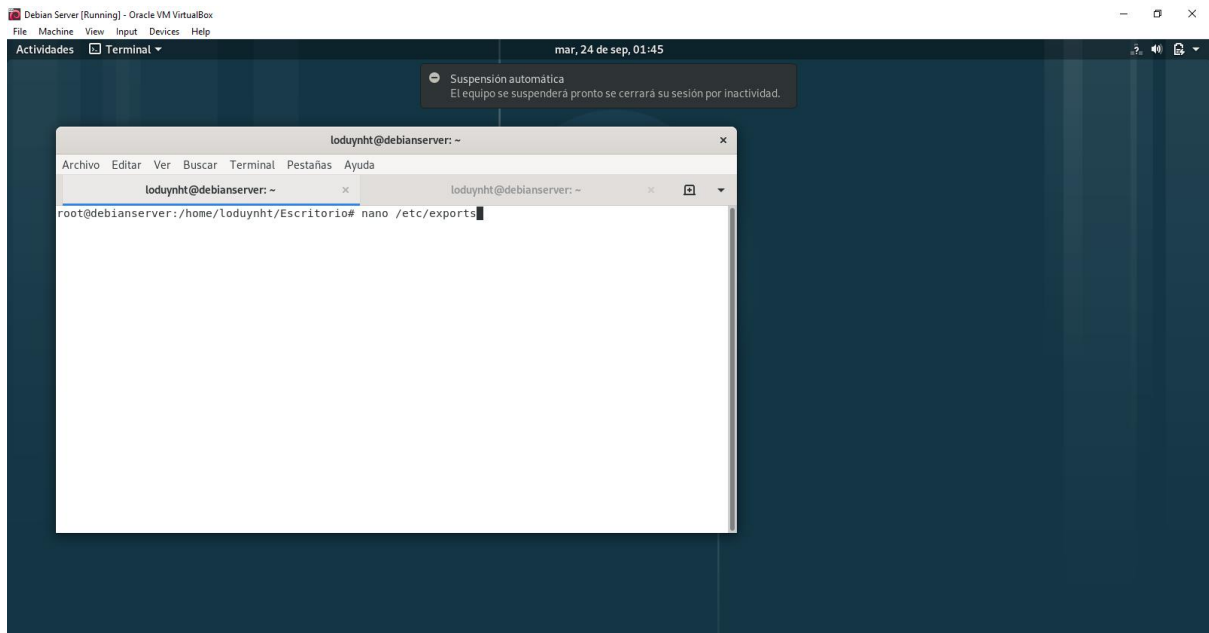 Debian Server [Running] - Oracle VM VirtualBox
File Machine View Input Devices Help
Actividades Terminal mar, 24 de sep, 01:45
Suspensión automática
El equipo se suspenderá pronto se cerrará su sesión por inactividad.
loduynht@debianserver: ~
Archivo Editar Ver Buscar Terminal Pestañas Ayuda
loduynht@debianserver: ~ loduynht@debianserver: ~
root@debianserver:/home/loduynht/Escritorio# nano /etc/exports